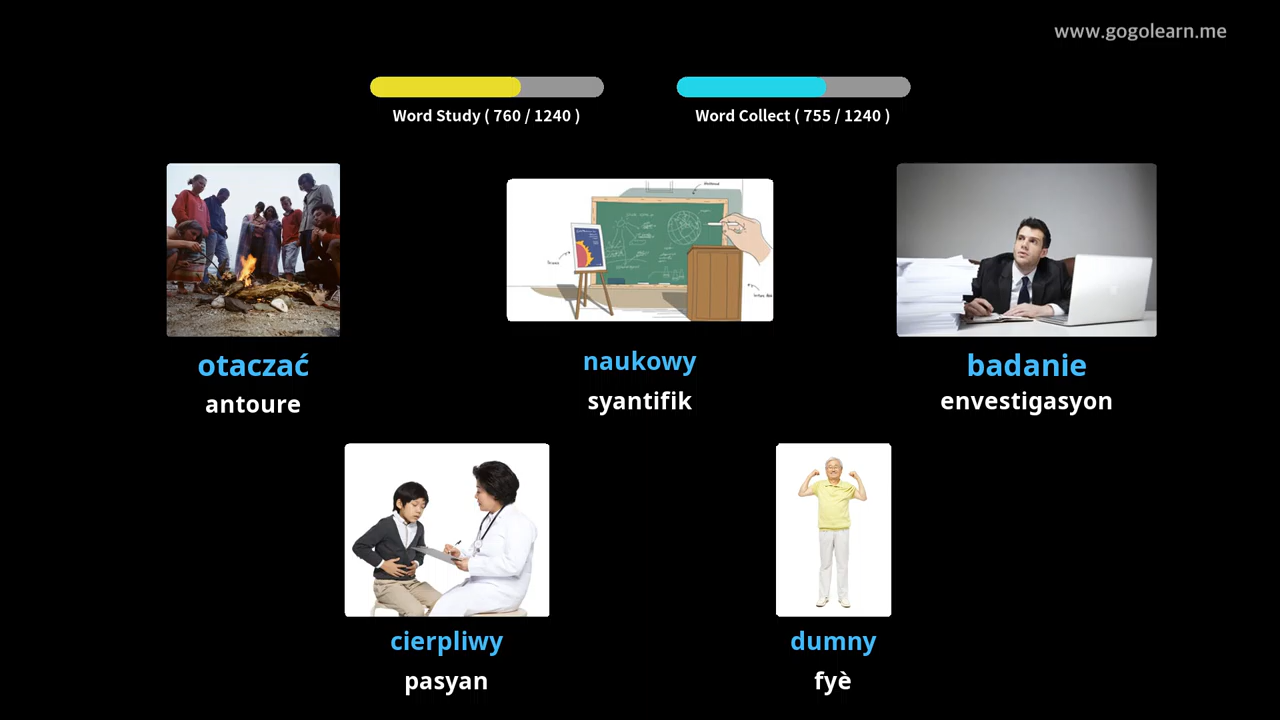 www.gogolearn.me
Word Study ( 760 / 1240 )
Word Collect ( 755 / 1240 )
otaczać
antoure
naukowy
syantifik
badanie
envestigasyon
cierpliwy
pasyan
dumny
fyè